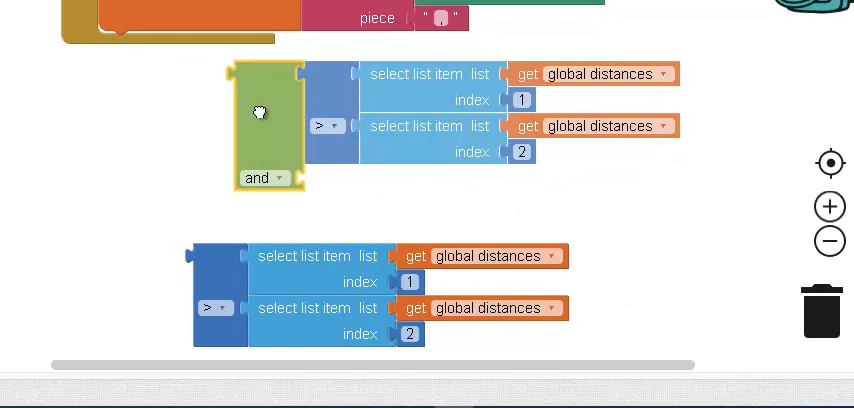 piece " , "
select list item list get global distances
index 1
> select list item list get global distances
index 2
and
select list item list get global distances
index 1
> select list item list get global distances
index 2